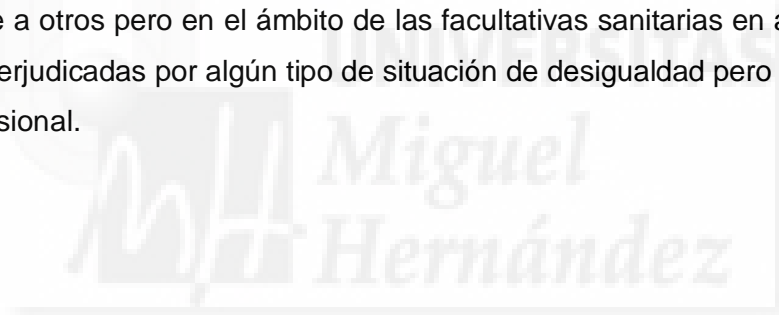 e a otros pero en el ámbito de las facultativas sanitarias en a
erjudicadas por algún tipo de situación de desigualdad pero
sional.
UNIVERSITAS
Miguel
Hernández